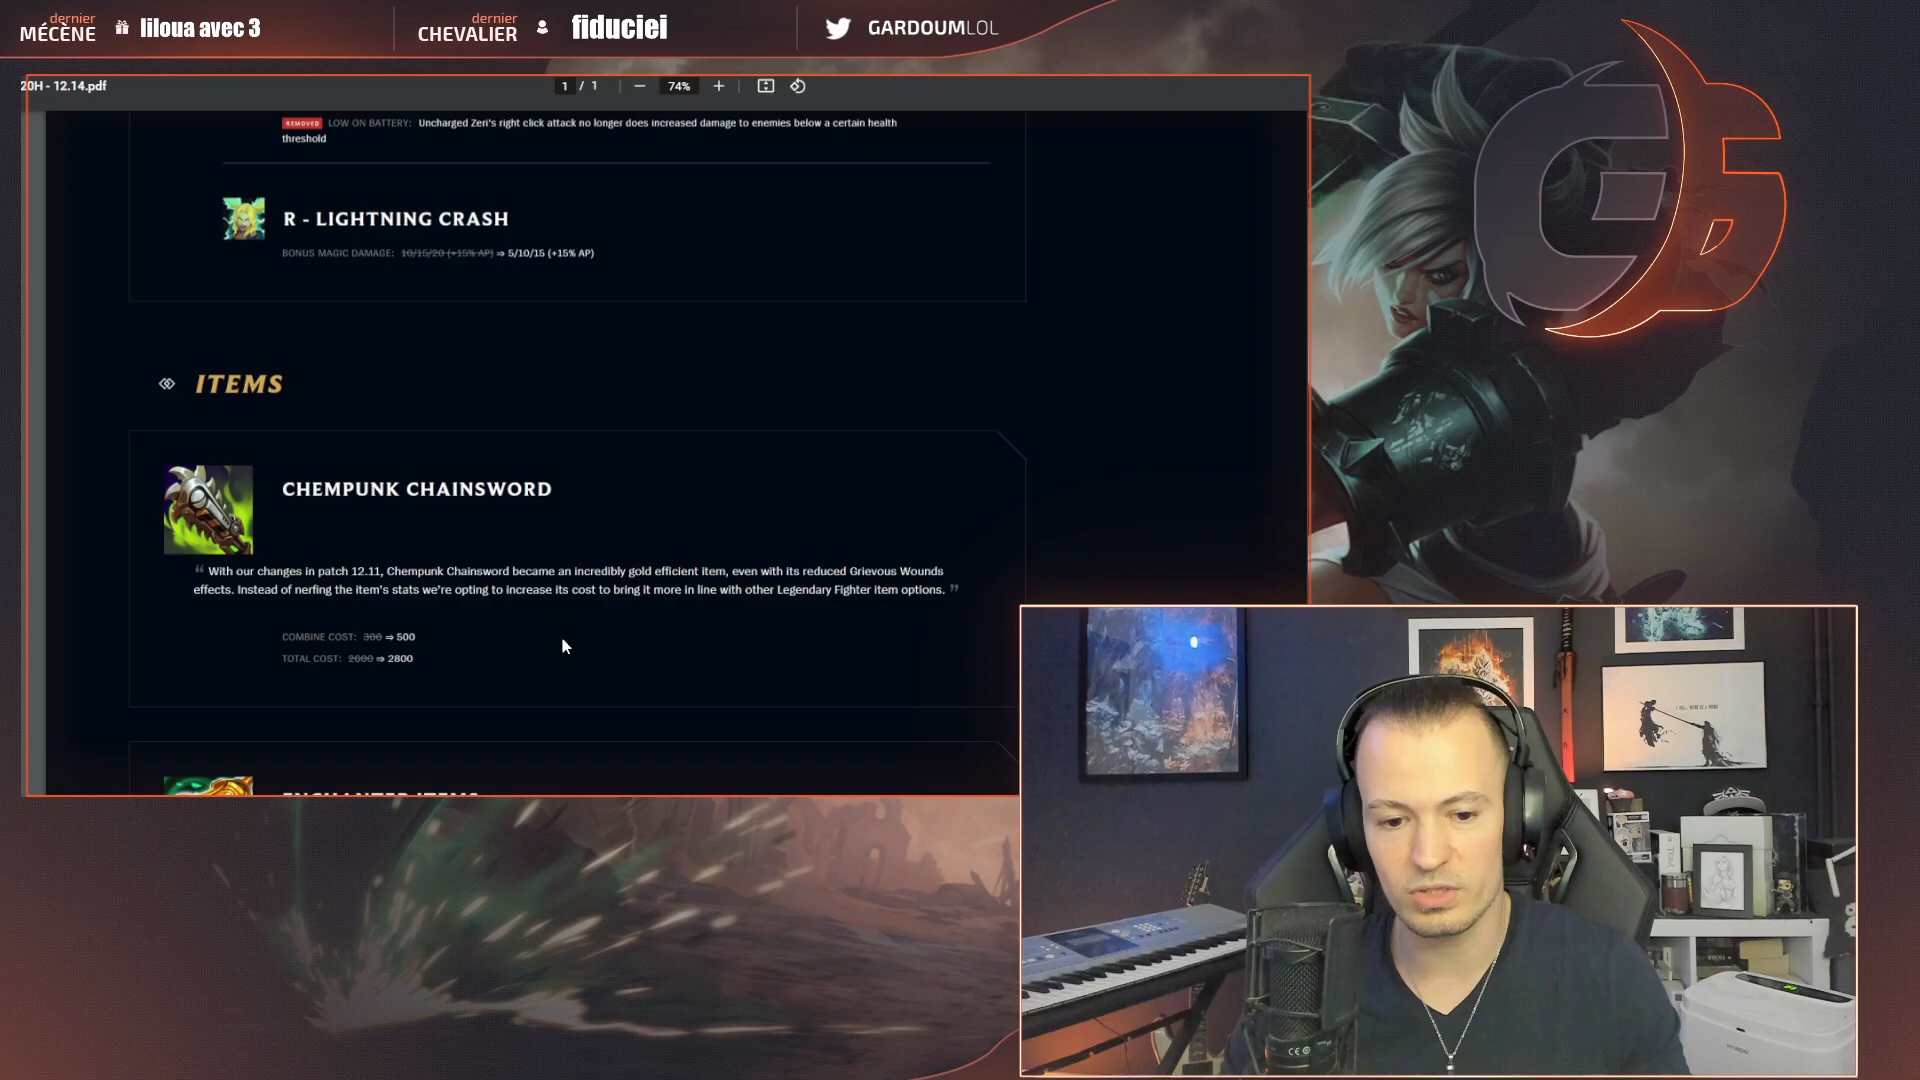 dernier
MÉCÈNE
liloua avec 3
dernier
CHEVALIER
fiduciei
GARDOUMLOL
20H - 12.14.pdf
1 / 1
74%
REMOVED LOW ON BATTERY: Uncharged Zeri's right click attack no longer does increased damage to enemies below a certain health
threshold
R - LIGHTNING CRASH
BONUS MAGIC DAMAGE: 10/15/20 (+15% AP) ⇒ 5/10/15 (+15% AP)
ITEMS
CHEMPUNK CHAINSWORD
“ With our changes in patch 12.11, Chempunk Chainsword became an incredibly gold efficient item, even with its reduced Grievous Wounds
effects. Instead of nerfing the item's stats we're opting to increase its cost to bring it more in line with other Legendary Fighter item options. ”
COMBINE COST: 300 ⇒ 500
TOTAL COST: 2600 ⇒ 2800
ENCHANTER ITEMS